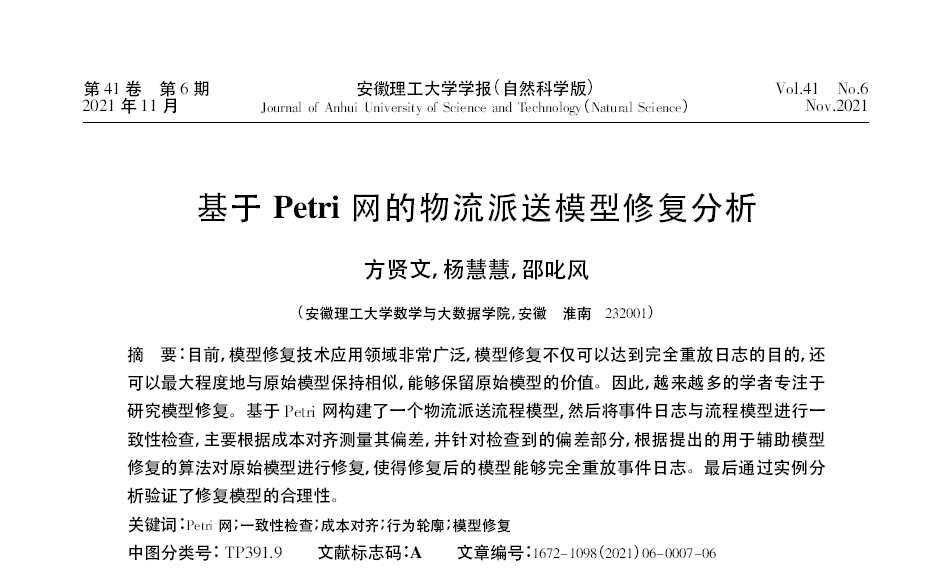 第 41 卷　第 6 期　安徽理工大学学报(自然科学版)　Vol.41　No.6
2021 年 11 月　Journal of Anhui University of Science and Technology(Natural Science)　Nov.2021
基于 Petri 网的物流派送模型修复分析
方贤文,杨慧慧,邵叱风
(安徽理工大学数学与大数据学院,安徽　淮南　232001)
摘　要:目前,模型修复技术应用领域非常广泛,模型修复不仅可以达到完全重放日志的目的,还
可以最大程度地与原始模型保持相似,能够保留原始模型的价值。因此,越来越多的学者专注于
研究模型修复。基于 Petri 网构建了一个物流派送流程模型,然后将事件日志与流程模型进行一
致性检查,主要根据成本对齐测量其偏差,并针对检查到的偏差部分,根据提出的用于辅助模型
修复的算法对原始模型进行修复,使得修复后的模型能够完全重放事件日志。最后通过实例分
析验证了修复模型的合理性。
关键词:Petri 网;一致性检查;成本对齐;行为轮廓;模型修复
中图分类号: TP391.9　文献标志码:A　文章编号:1672-1098(2021)06-0007-06